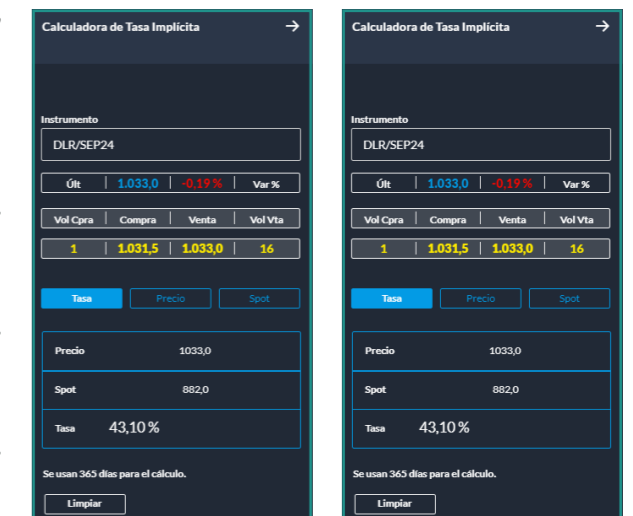 Calculadora de Tasa Implícita →
Instrumento
DLR/SEP24
Últ | 1.033,0 | -0,19 % | Var %
Vol Cpra | Compra | Venta | Vol Vta
1 | 1.031,5 | 1.033,0 | 16
Tasa Precio Spot
Precio 1033,0
Spot 882,0
Tasa 43,10 %
Se usan 365 días para el cálculo.
Limpiar
Calculadora de Tasa Implícita →
Instrumento
DLR/SEP24
Últ | 1.033,0 | -0,19 % | Var %
Vol Cpra | Compra | Venta | Vol Vta
1 | 1.031,5 | 1.033,0 | 16
Tasa Precio Spot
Precio 1033,0
Spot 882,0
Tasa 43,10 %
Se usan 365 días para el cálculo.
Limpiar